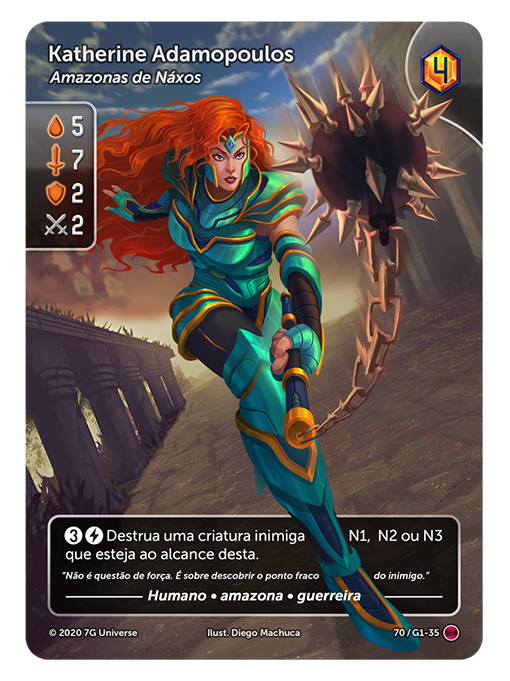 Katherine Adamopoulos
Amazonas de Náxos
4
5
7
2
2
3 Destrua uma criatura inimiga N1, N2 ou N3
que esteja ao alcance desta.
“Não é questão de força. É sobre descobrir o ponto fraco do inimigo.”
Humano • amazona • guerreira
© 2020 7G Universe Ilust. Diego Machuca 70 / G1-35